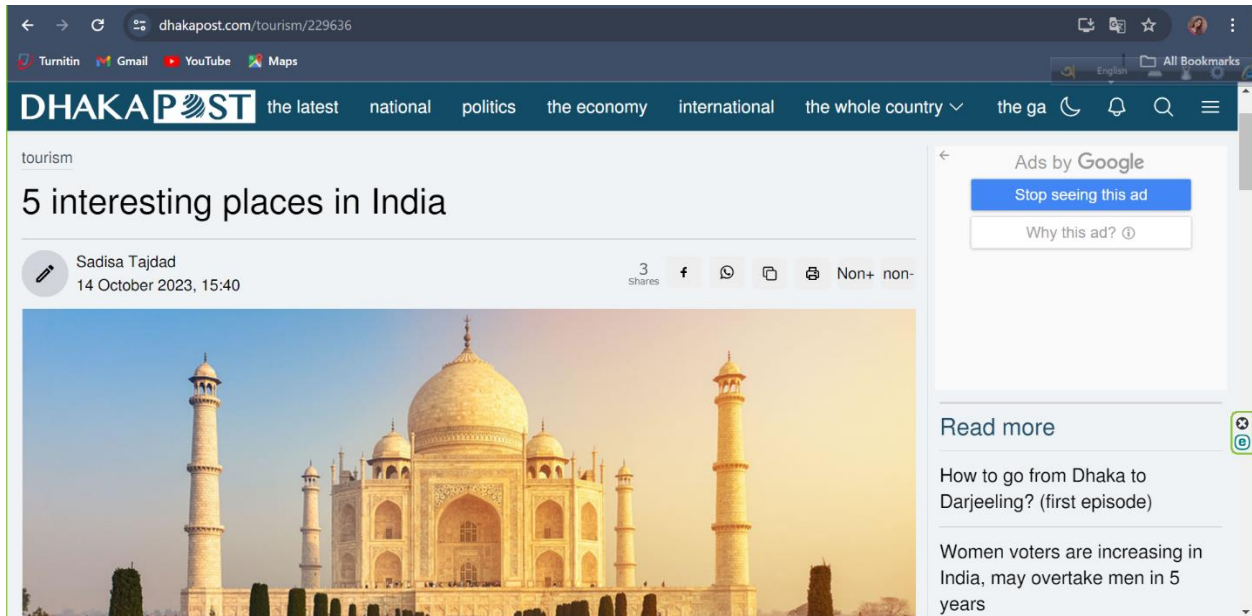 dhakapost.com/tourism/229636
Turnitin Gmail YouTube Maps
All Bookmarks
অ English
DHAKA POST the latest national politics the economy international the whole country the ga
tourism
5 interesting places in India
Sadisa Tajdad
14 October 2023, 15:40
3
Shares
Non+ non-
Ads by Google
Stop seeing this ad
Why this ad?
Read more
How to go from Dhaka to
Darjeeling? (first episode)
Women voters are increasing in
India, may overtake men in 5
years